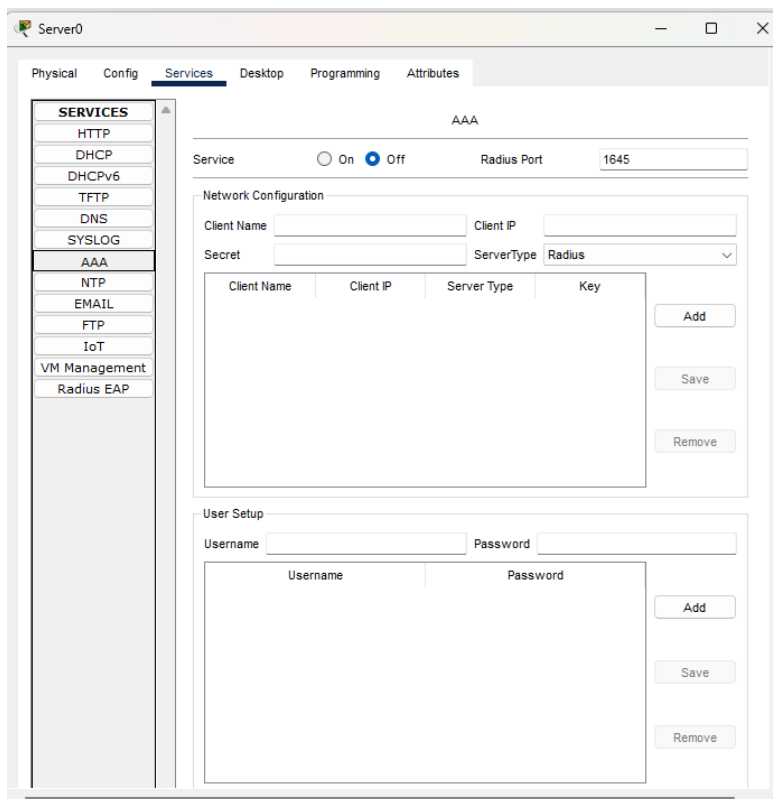 Server0
Physical Config Services Desktop Programming Attributes
SERVICES
HTTP
DHCP
DHCPv6
TFTP
DNS
SYSLOG
AAA
NTP
EMAIL
FTP
IoT
VM Management
Radius EAP
AAA
Service On Off Radius Port 1645
Network Configuration
Client Name Client IP
Secret ServerType Radius
Client Name Client IP Server Type Key
Add
Save
Remove
User Setup
Username Password
Username Password
Add
Save
Remove